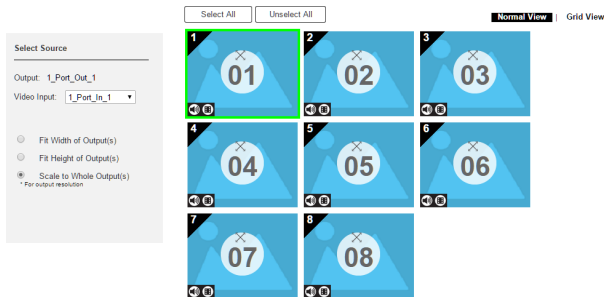 Select All
Unselect All
Normal View | Grid View
Select Source
Output: 1_Port_Out_1
Video Input: 1_Port_In_1
Fit Width of Output(s)
Fit Height of Output(s)
Scale to Whole Output(s)
* For output resolution
1
01
2
02
3
03
4
04
5
05
6
06
7
07
8
08